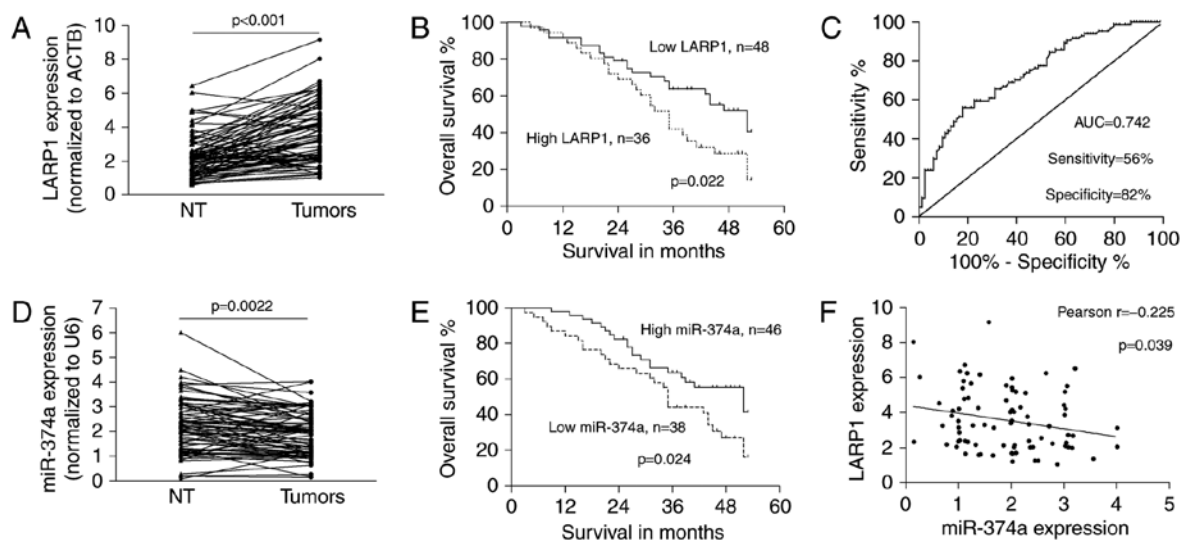 A
p<0.001
LARP1 expression
(normalized to ACTB)
10
8
6
4
2
0
NT
Tumors
B
Overall survival %
100
80
60
40
20
0
Low LARP1, n=48
High LARP1, n=36
p=0.022
0
12
24
36
48
60
Survival in months
C
Sensitivity %
100
80
60
40
20
0
AUC=0.742
Sensitivity=56%
Specificity=82%
0
20
40
60
80
100
100% - Specificity %
D
p=0.0022
miR-374a expression
(normalized to U6)
7
6
5
4
3
2
1
0
NT
Tumors
E
Overall survival %
100
80
60
40
20
0
High miR-374a, n=46
Low miR-374a, n=38
p=0.024
0
12
24
36
48
60
Survival in months
F
LARP1 expression
10
8
6
4
2
0
Pearson r=−0.225
p=0.039
0
1
2
3
4
5
miR-374a expression